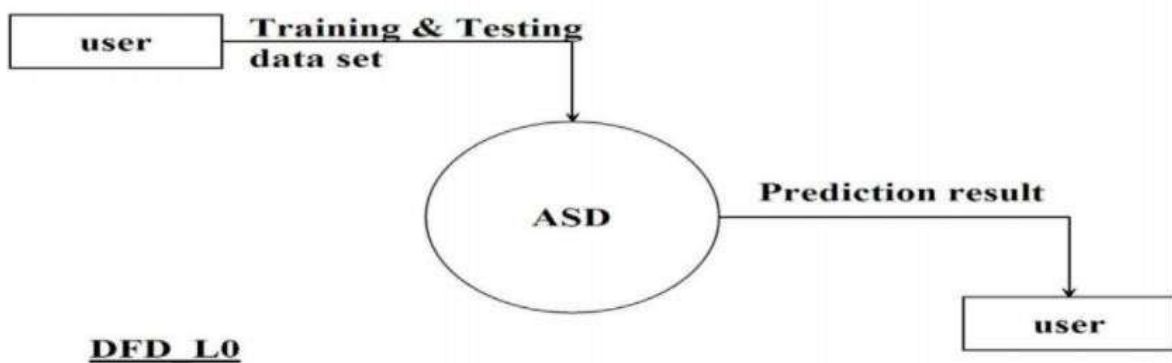 user
Training & Testing
data set
ASD
Prediction result
user
DFD L0